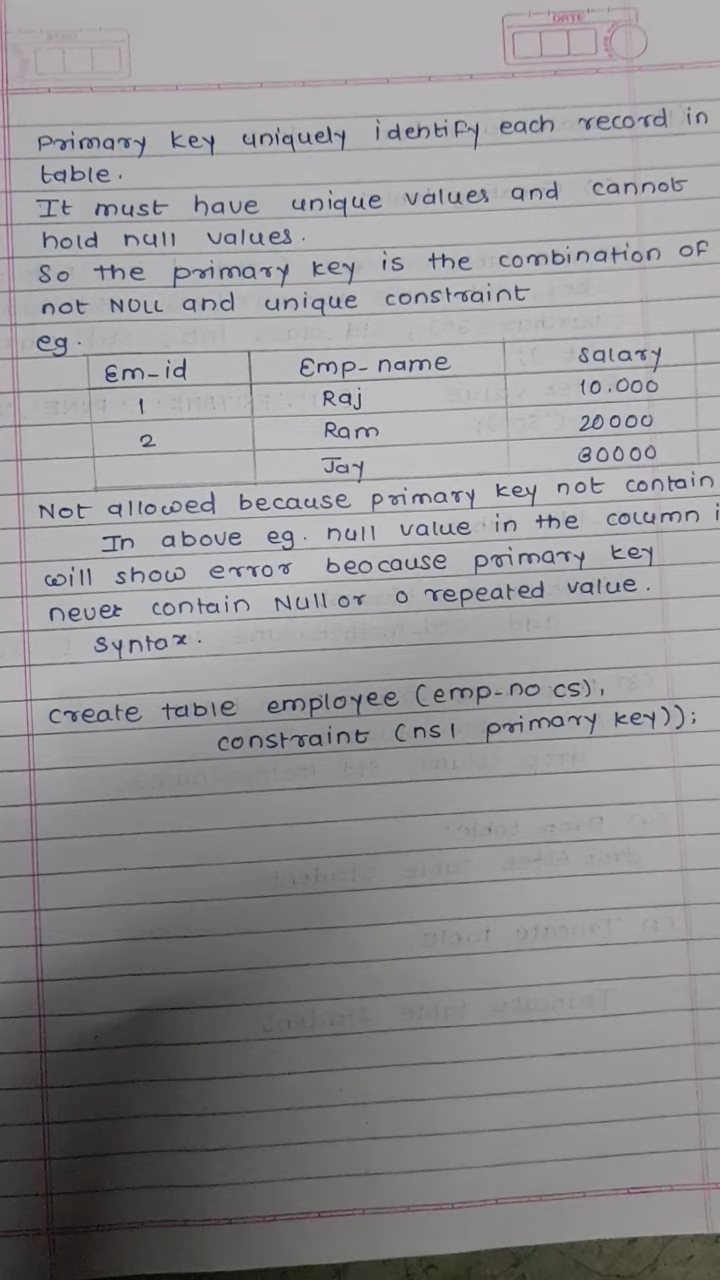 DATE
Primary key uniquely identify each record in
table.
It must have unique values and cannot
hold null values.
So the primary key is the combination of
not NULL and unique constraint
eg.
Em-id Emp-name Salary
1 Raj 10.000
2 Ram 20000
Jay 30000
Not allowed because primary key not contain
In above eg. null value in the column i
will show error beocause primary key
never contain Null or 0 repeated value.
Syntax.
create table employee (emp-no cs),
constraint (ns1 primary key));